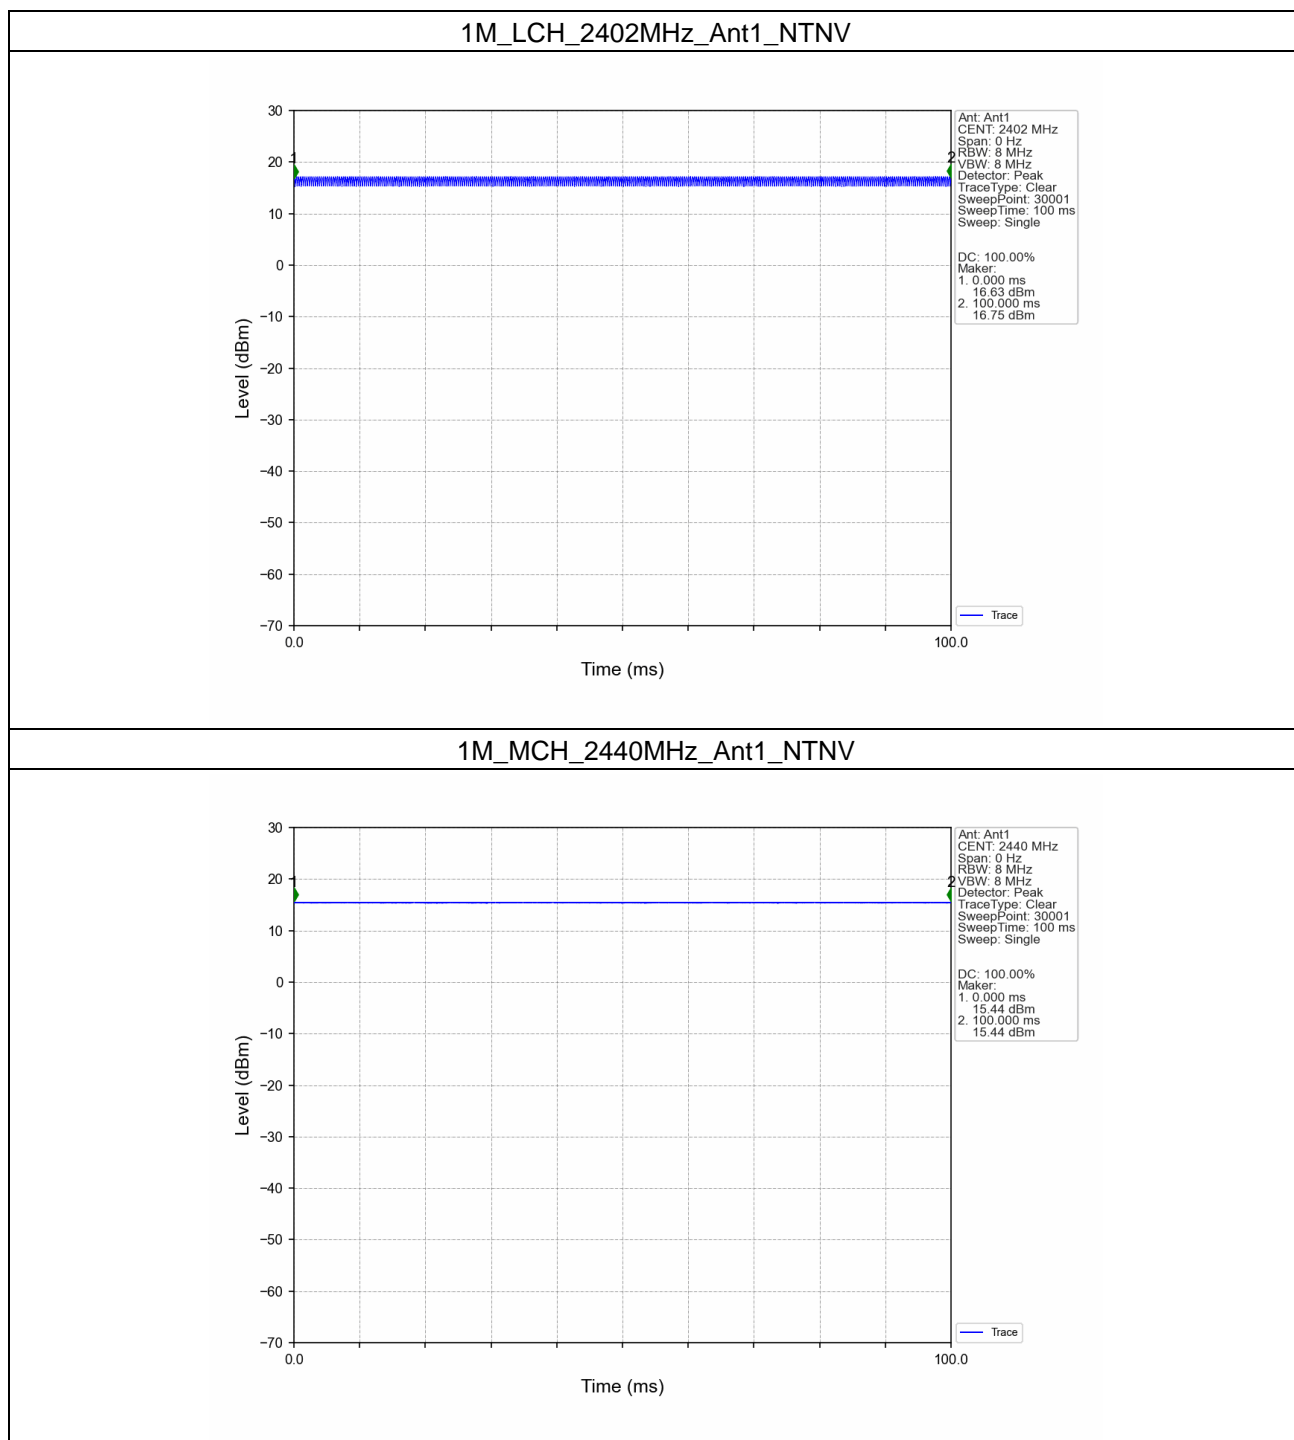 1M_LCH_2402MHz_Ant1_NTNV
30
20
10
0
−10
−20
−30
−40
−50
−60
−70
Level (dBm)
1
2
0.0
100.0
Time (ms)
Ant: Ant1
CENT: 2402 MHz
Span: 0 Hz
RBW: 8 MHz
VBW: 8 MHz
Detector: Peak
TraceType: Clear
SweepPoint: 30001
SweepTime: 100 ms
Sweep: Single
DC: 100.00%
Maker:
1. 0.000 ms
16.63 dBm
2. 100.000 ms
16.75 dBm
Trace
1M_MCH_2440MHz_Ant1_NTNV
30
20
10
0
−10
−20
−30
−40
−50
−60
−70
Level (dBm)
1
2
0.0
100.0
Time (ms)
Ant: Ant1
CENT: 2440 MHz
Span: 0 Hz
RBW: 8 MHz
VBW: 8 MHz
Detector: Peak
TraceType: Clear
SweepPoint: 30001
SweepTime: 100 ms
Sweep: Single
DC: 100.00%
Maker:
1. 0.000 ms
15.44 dBm
2. 100.000 ms
15.44 dBm
Trace